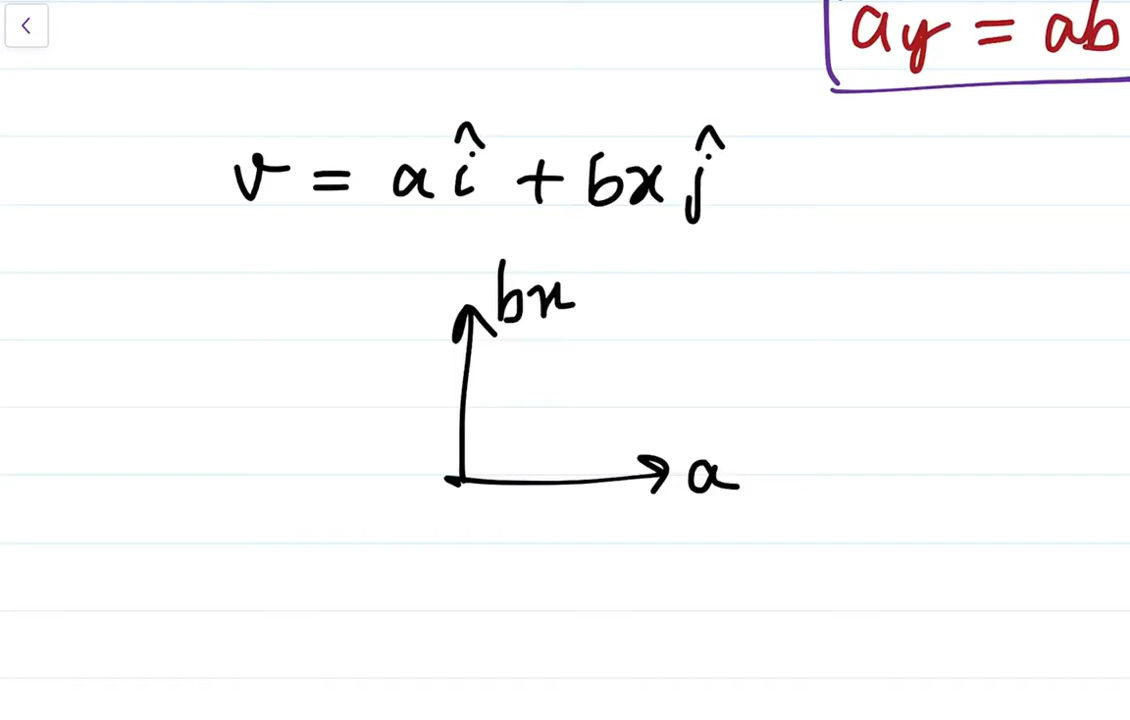 ay = ab
v = a î + bx ĵ
bx
a